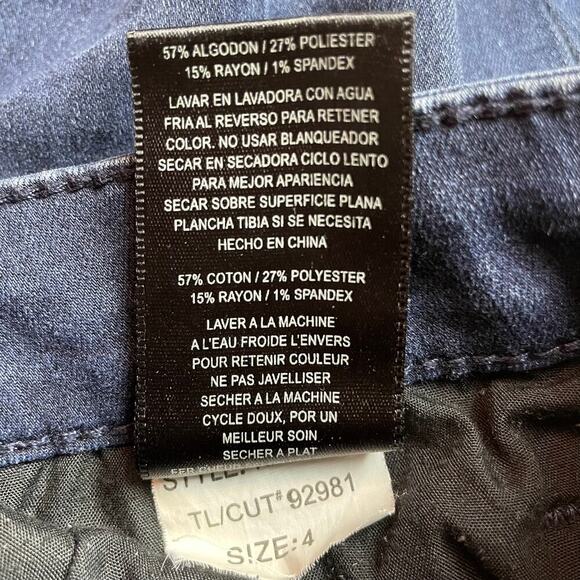 57% ALGODON / 27% POLIESTER
15% RAYON / 1% SPANDEX
LAVAR EN LAVADORA CON AGUA
FRIA AL REVERSO PARA RETENER
COLOR. NO USAR BLANQUEADOR
SECAR EN SECADORA CICLO LENTO
PARA MEJOR APARIENCIA
SECAR SOBRE SUPERFICIE PLANA
PLANCHA TIBIA SI SE NECESITA
HECHO EN CHINA
57% COTON / 27% POLYESTER
15% RAYON / 1% SPANDEX
LAVER A LA MACHINE
A L'EAU FROIDE L'ENVERS
POUR RETENIR COULEUR
NE PAS JAVELLISER
SECHER A LA MACHINE
CYCLE DOUX, POR UN
MEILLEUR SOIN
SECHER A PLAT
FER
STYLE
TL/CUT# 92981
SIZE: 4